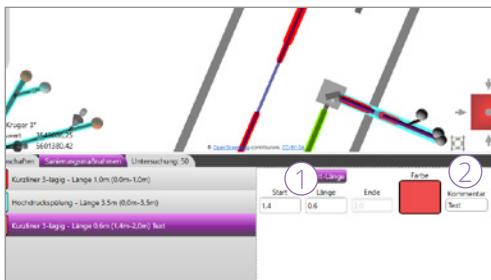 Krüger 3°
5601380.42
© OpenStreetMap contributors, CC-BY-SA
Sanierungsmaßnahmen Untersuchung: 50
Kurzliner 3-lagig - Länge 1.0m (0.0m-1.0m)
Hochdruckspülung - Länge 3.5m (0.0m-3.5m)
Kurzliner 3-lagig - Länge 0.6m (1.4m-2.0m) Text
1
2
-Länge
Farbe
Start Länge Ende
Kommentar
1.4 0.6 2.0
Text